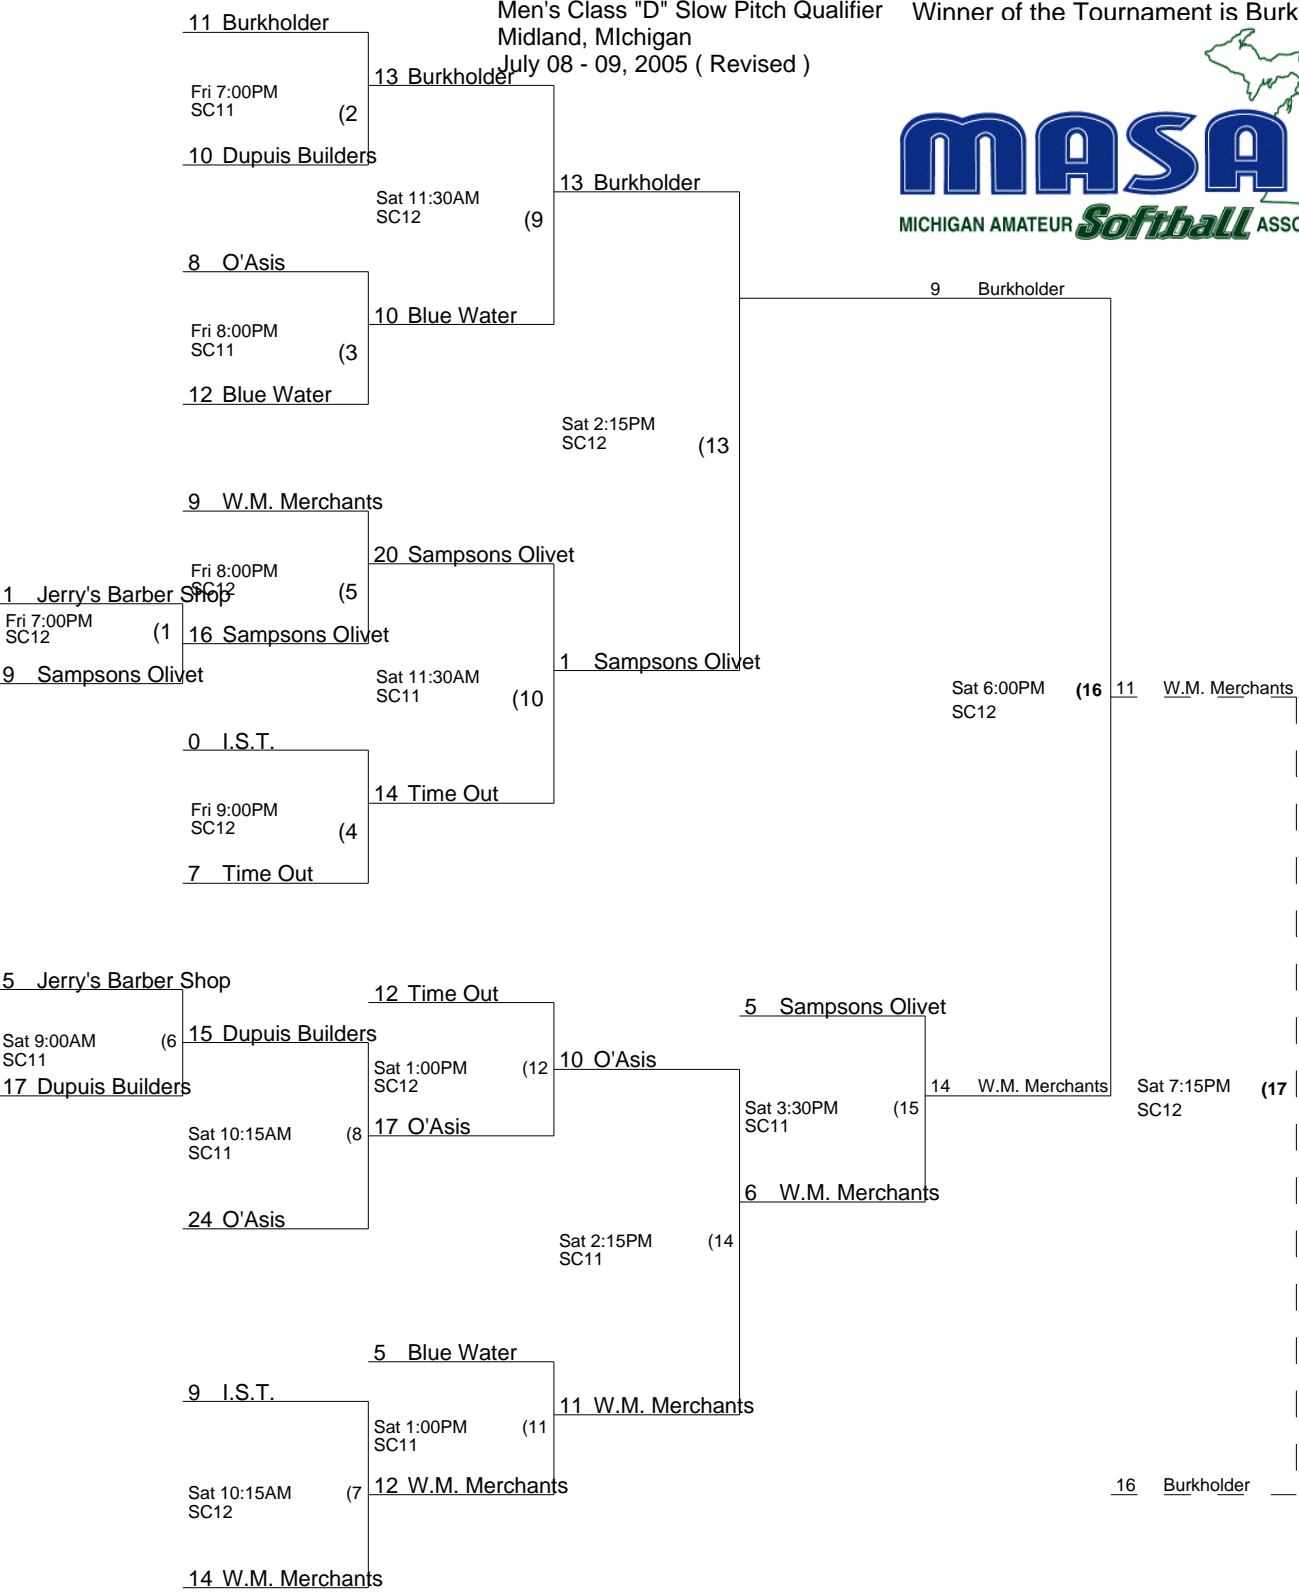 Men's Class "D" Slow Pitch Qualifier
Winner of the Tournament is Burk
Midland, MIchigan
July 08 - 09, 2005 ( Revised )
MASA
MICHIGAN AMATEUR Softball ASSO
11 Burkholder
13 Burkholder
Fri 7:00PM
SC11
(2
10 Dupuis Builders
13 Burkholder
Sat 11:30AM
SC12
(9
8 O'Asis
9 Burkholder
10 Blue Water
Fri 8:00PM
SC11
(3
12 Blue Water
Sat 2:15PM
SC12
(13
9 W.M. Merchants
20 Sampsons Olivet
Fri 8:00PM
SC12
(5
1 Jerry's Barber Shop
Fri 7:00PM
SC12
(1
16 Sampsons Olivet
9 Sampsons Olivet
1 Sampsons Olivet
Sat 11:30AM
SC11
(10
Sat 6:00PM
SC12
(16
11 W.M. Merchants
0 I.S.T.
14 Time Out
Fri 9:00PM
SC12
(4
7 Time Out
5 Jerry's Barber Shop
12 Time Out
5 Sampsons Olivet
Sat 9:00AM
SC11
(6
15 Dupuis Builders
17 Dupuis Builders
Sat 1:00PM
SC12
(12
10 O'Asis
14 W.M. Merchants
Sat 7:15PM
SC12
(17
Sat 3:30PM
SC11
(15
17 O'Asis
Sat 10:15AM
SC11
(8
6 W.M. Merchants
24 O'Asis
Sat 2:15PM
SC11
(14
5 Blue Water
9 I.S.T.
11 W.M. Merchants
Sat 1:00PM
SC11
(11
12 W.M. Merchants
16 Burkholder
Sat 10:15AM
SC12
(7
14 W.M. Merchants